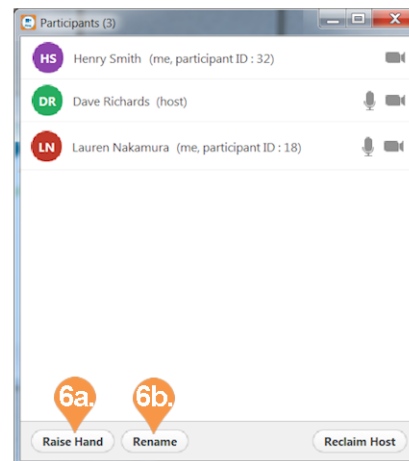 Participants (3)
X
HS Henry Smith (me, participant ID : 32)
DR Dave Richards (host)
LN Lauren Nakamura (me, participant ID : 18)
6a. 6b.
Raise Hand Rename Reclaim Host